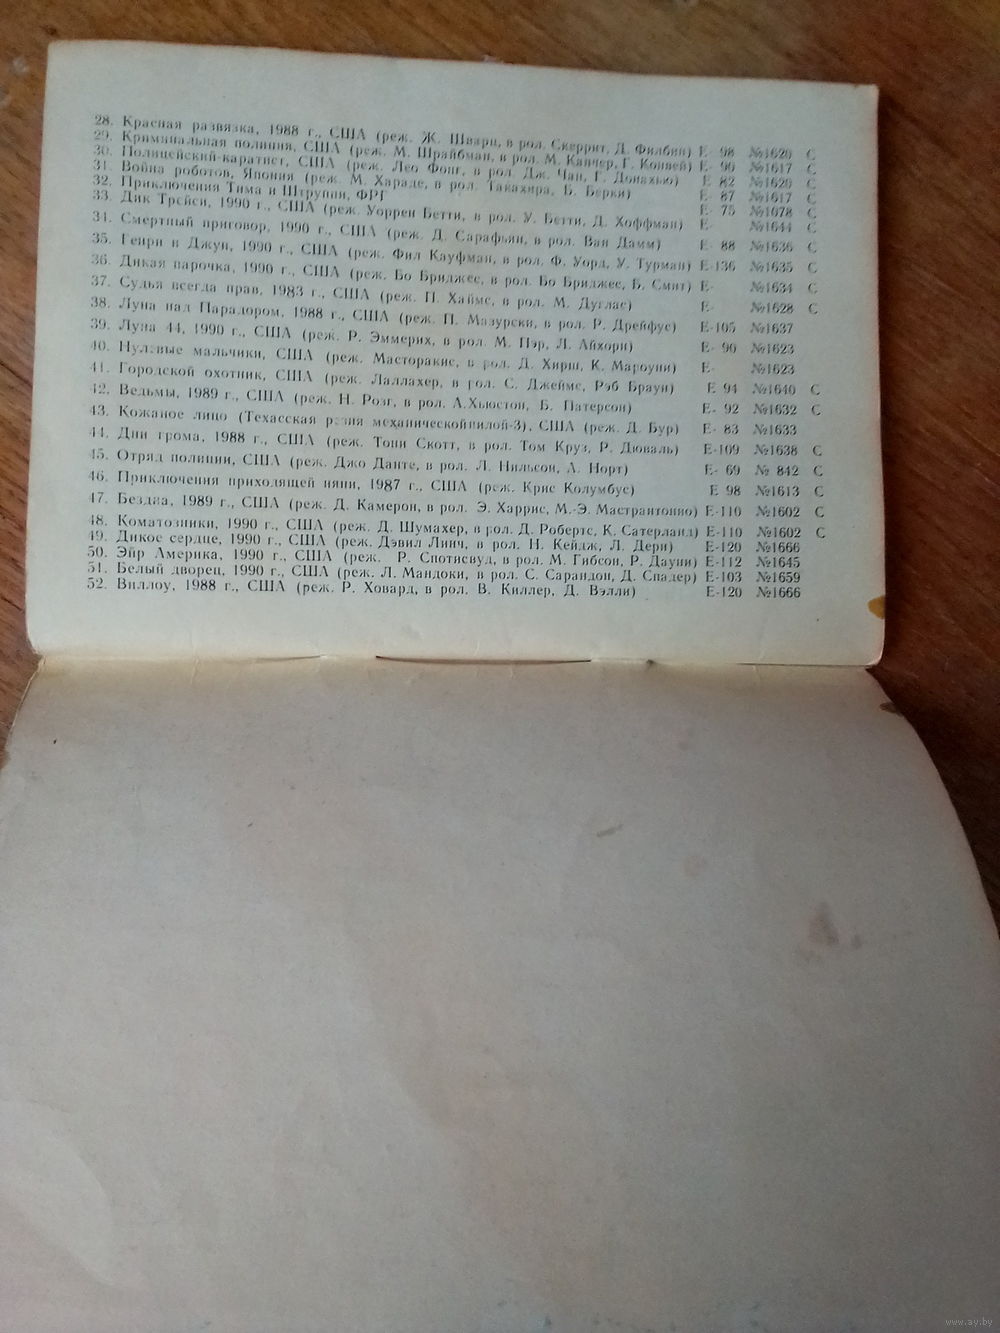 28. Красная развязка, 1988 г., США (реж. Ж. Шварц, в рол. Скеррит, Д. Филбин) Е- 98 №1620 С
29. Криминальная полиция, США (реж. М. Шрайбман, в рол. М. Канчер, Г. Конвей) Е- 90 №1617 С
30. Полицейский-каратист, США (реж. Лео Фонг, в рол. Дж. Чан, Г. Донахью) Е 82 №1620 С
31. Война роботов, Япония (реж. М. Хараде, в рол. Такахира, Б. Берки) Е- 87 №1617 С
32. Приключения Тима и Штруппи, ФРГ Е- 75 №1678 С
33. Дик Трейси, 1990 г., США (реж. Уоррен Бетти, в рол. У. Бетти, Д. Хоффман) Е- №1644 С
34. Смертный приговор, 1990 г., США (реж. Д. Сарафьян, в рол. Ван Дамм) Е- 88 №1636 С
35. Генри и Джун, 1990 г., США (реж. Фил Кауфман, в рол. Ф. Уорд, У. Турман) Е-136 №1635 С
36. Дикая парочка, 1990 г., США (реж. Бо Бриджес, в рол. Бо Бриджес, Б. Смит) Е- №1634 С
37. Судья всегда прав, 1983 г., США (реж. П. Хаймс, в рол. М. Дуглас) Е- №1628 С
38. Луна над Парадором, 1988 г., США (реж. П. Мазурски, в рол. Р. Дрейфус) Е-105 №1637
39. Луна 44, 1990 г., США (реж. Р. Эммерих, в рол. М. Пэр, Л. Айхорн) Е- 90 №1623
40. Нулевые мальчики, США (реж. Масторакис, в рол. Д. Хирш, К. Мароуни) Е- №1623
41. Городской охотник, США (реж. Лаллахер, в рол. С. Джеймс, Рэб Браун) Е 94 №1640 С
42. Ведьмы, 1989 г., США (реж. Н. Розг, в рол. А.Хьюстон, Б. Патерсон) Е- 92 №1632 С
43. Кожаное лицо (Техасская резня механическойпилой-3), США (реж. Д. Бур) Е- 83 №1633
44. Дни грома, 1988 г., США (реж. Тони Скотт, в рол. Том Круз, Р. Дюваль) Е-109 №1638 С
45. Отряд полиции, США (реж. Джо Данте, в рол. Л. Нильсон, А. Норт) Е- 69 № 842 С
46. Приключения приходящей няни, 1987 г., США (реж. Крис Колумбус) Е 98 №1613 С
47. Бездна, 1989 г., США (реж. Д. Камерон, в рол. Э. Харрис, М.-Э. Мастрантонио) Е-110 №1602 С
48. Коматозники, 1990 г., США (реж. Д. Шумахер, в рол. Д. Робертс, К. Сатерланд) Е-110 №1602 С
49. Дикое сердце, 1990 г., США (реж. Дэвил Линч, в рол. Н. Кейдж, Л. Дерн) Е-120 №1666
50. Эйр Америка, 1990 г., США (реж. Р. Спотисвуд, в рол. М. Гибсон, Р. Дауни) Е-112 №1645
51. Белый дворец, 1990 г., США (реж. Л. Мандоки, в рол. С. Сарандон, Д. Спадер) Е-103 №1659
52. Виллоу, 1988 г., США (реж. Р. Ховард, в рол. В. Киллер, Д. Вэлли) Е-120 №1666
www.ay.by